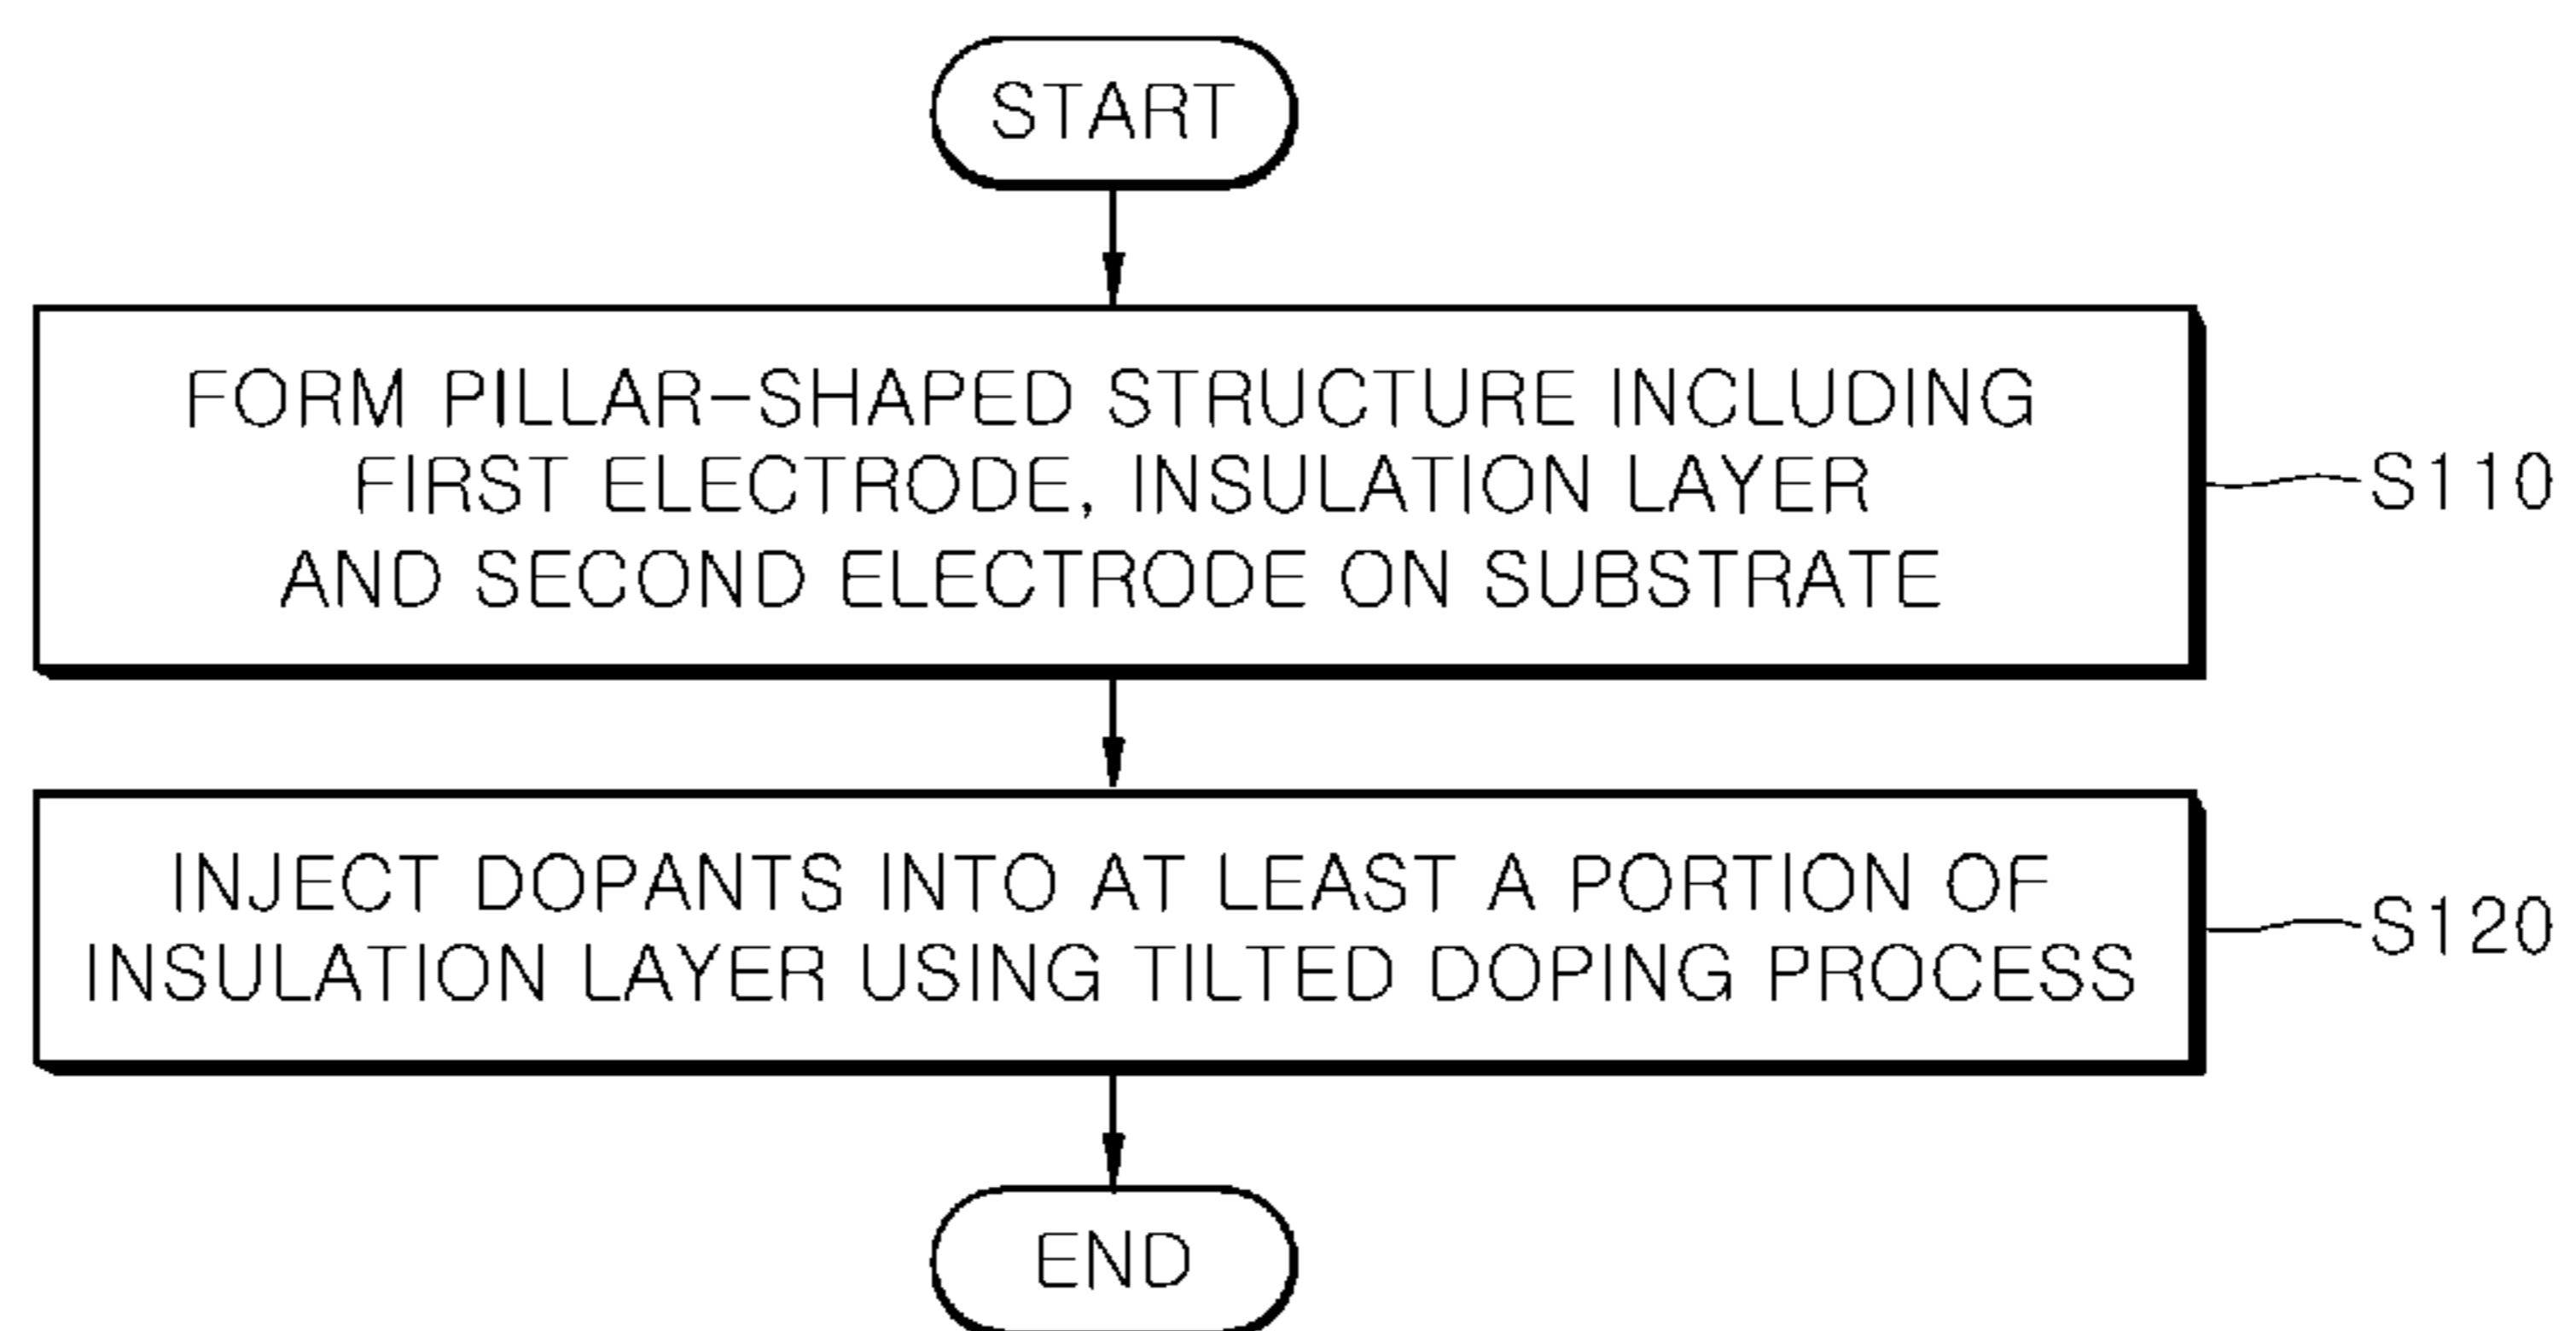 START
FORM PILLAR-SHAPED STRUCTURE INCLUDING
FIRST ELECTRODE, INSULATION LAYER
AND SECOND ELECTRODE ON SUBSTRATE
S110
INJECT DOPANTS INTO AT LEAST A PORTION OF
INSULATION LAYER USING TILTED DOPING PROCESS
S120
END